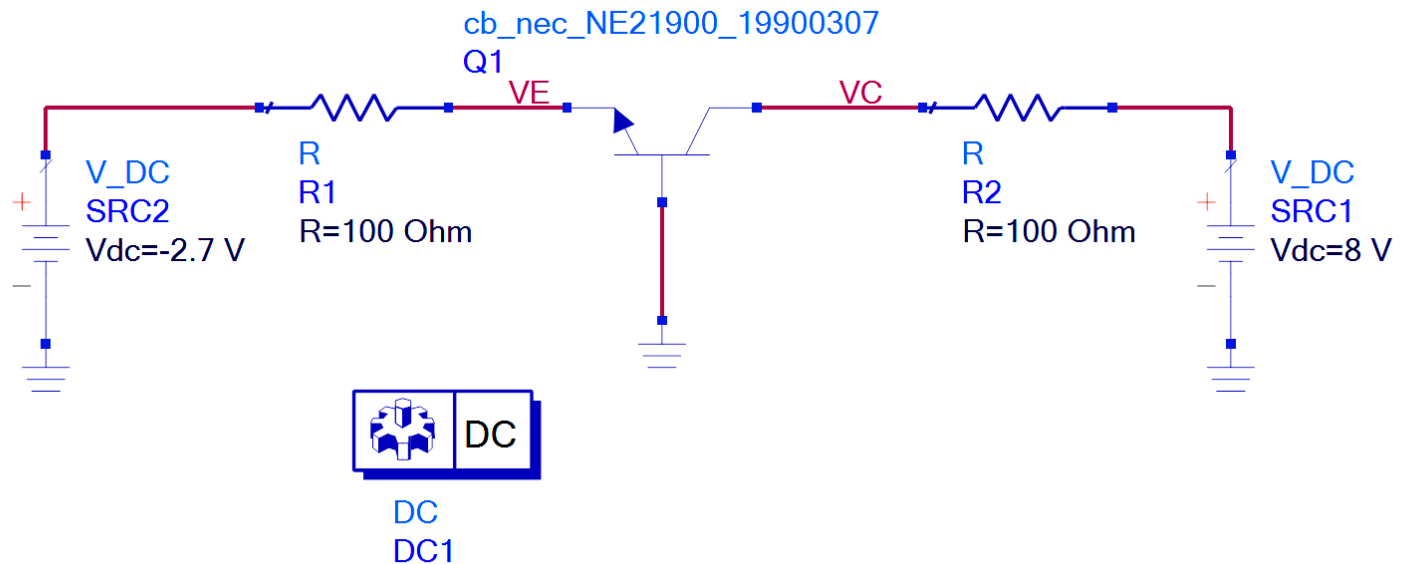 cb_nec_NE21900_19900307
Q1
VE
VC
+
V_DC
SRC2
Vdc=-2.7 V
−
R
R1
R=100 Ohm
R
R2
R=100 Ohm
+
V_DC
SRC1
Vdc=8 V
−
DC
DC
DC1